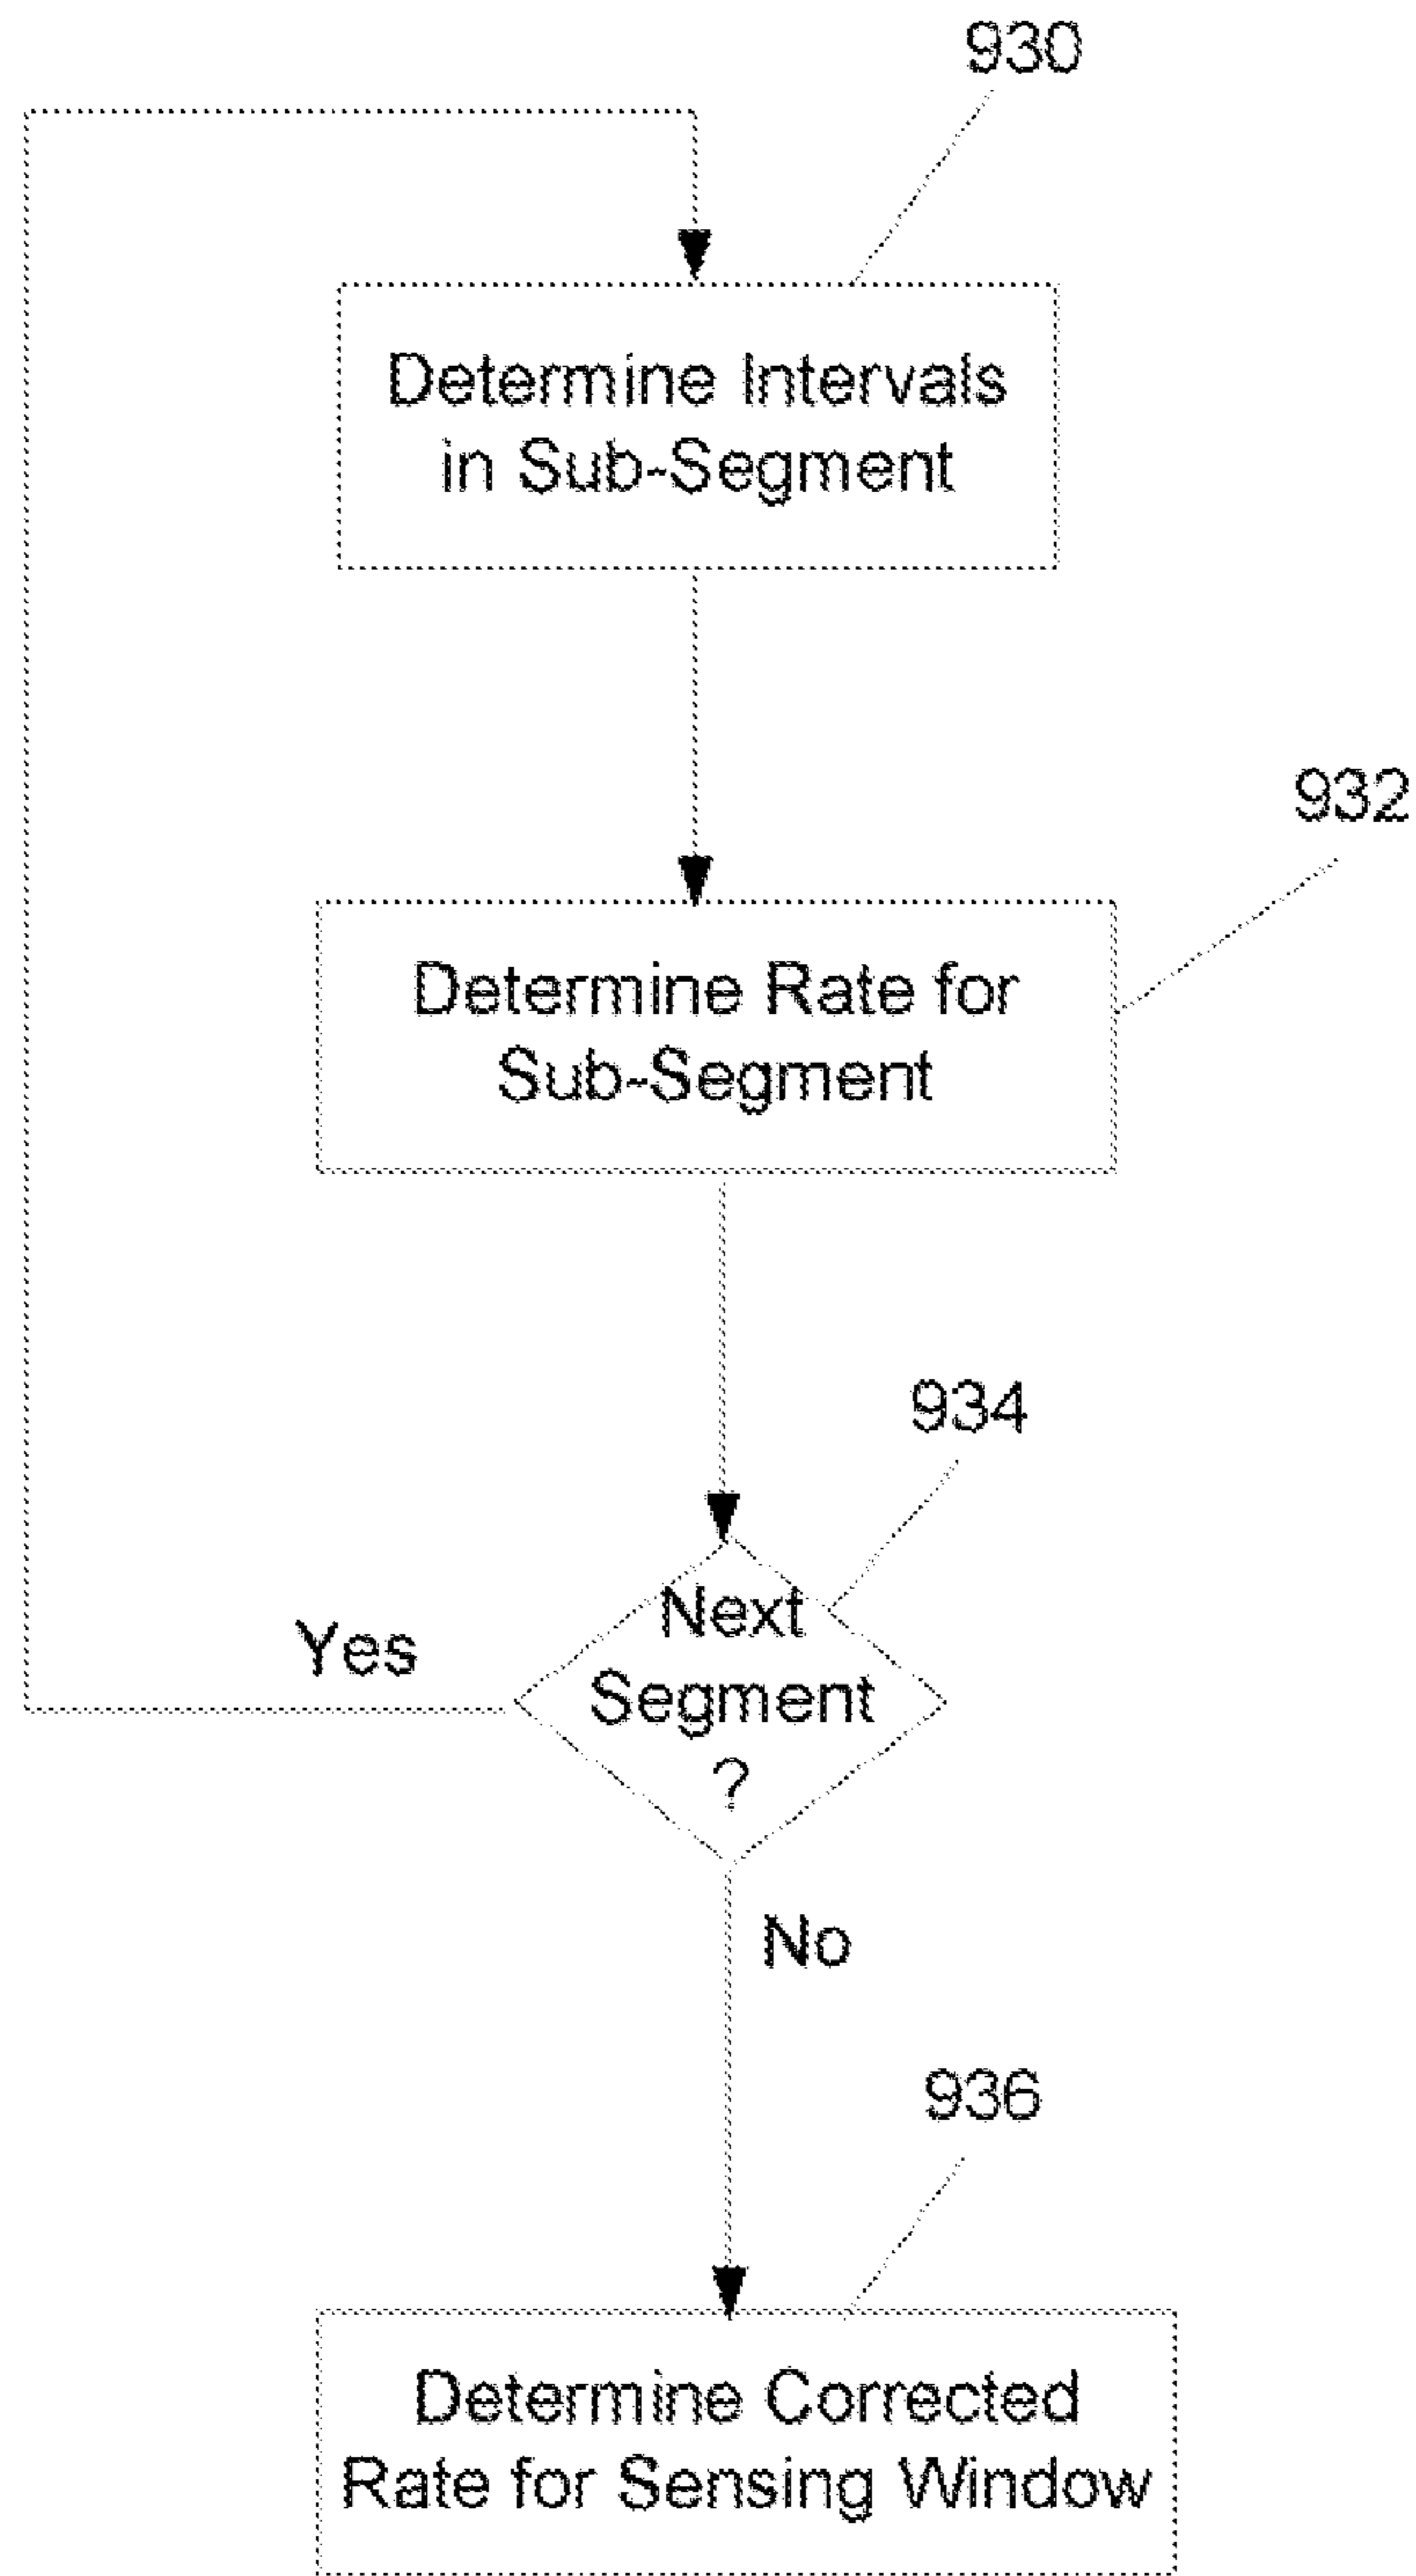 930
Determine Intervals
in Sub-Segment
932
Determine Rate for
Sub-Segment
934
Next
Segment
?
Yes
No
936
Determine Corrected
Rate for Sensing Window